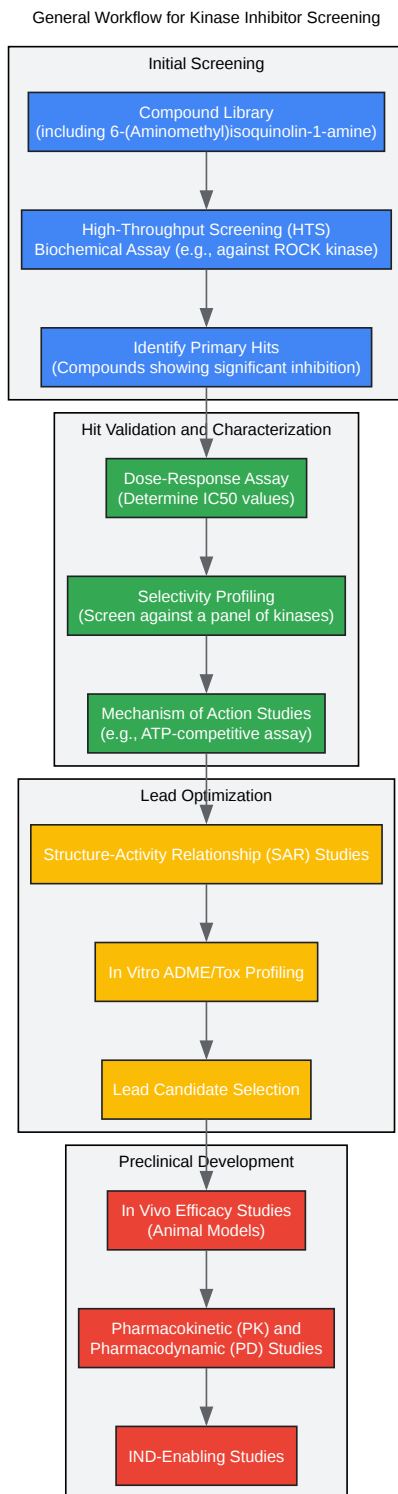 General Workflow for Kinase Inhibitor Screening
Initial Screening
Compound Library
(including 6-(Aminomethyl)isoquinolin-1-amine)
High-Throughput Screening (HTS)
Biochemical Assay (e.g., against ROCK kinase)
Identify Primary Hits
(Compounds showing significant inhibition)
Hit Validation and Characterization
Dose-Response Assay
(Determine IC50 values)
Selectivity Profiling
(Screen against a panel of kinases)
Mechanism of Action Studies
(e.g., ATP-competitive assay)
Lead Optimization
Structure-Activity Relationship (SAR) Studies
In Vitro ADME/Tox Profiling
Lead Candidate Selection
Preclinical Development
In Vivo Efficacy Studies
(Animal Models)
Pharmacokinetic (PK) and
Pharmacodynamic (PD) Studies
IND-Enabling Studies